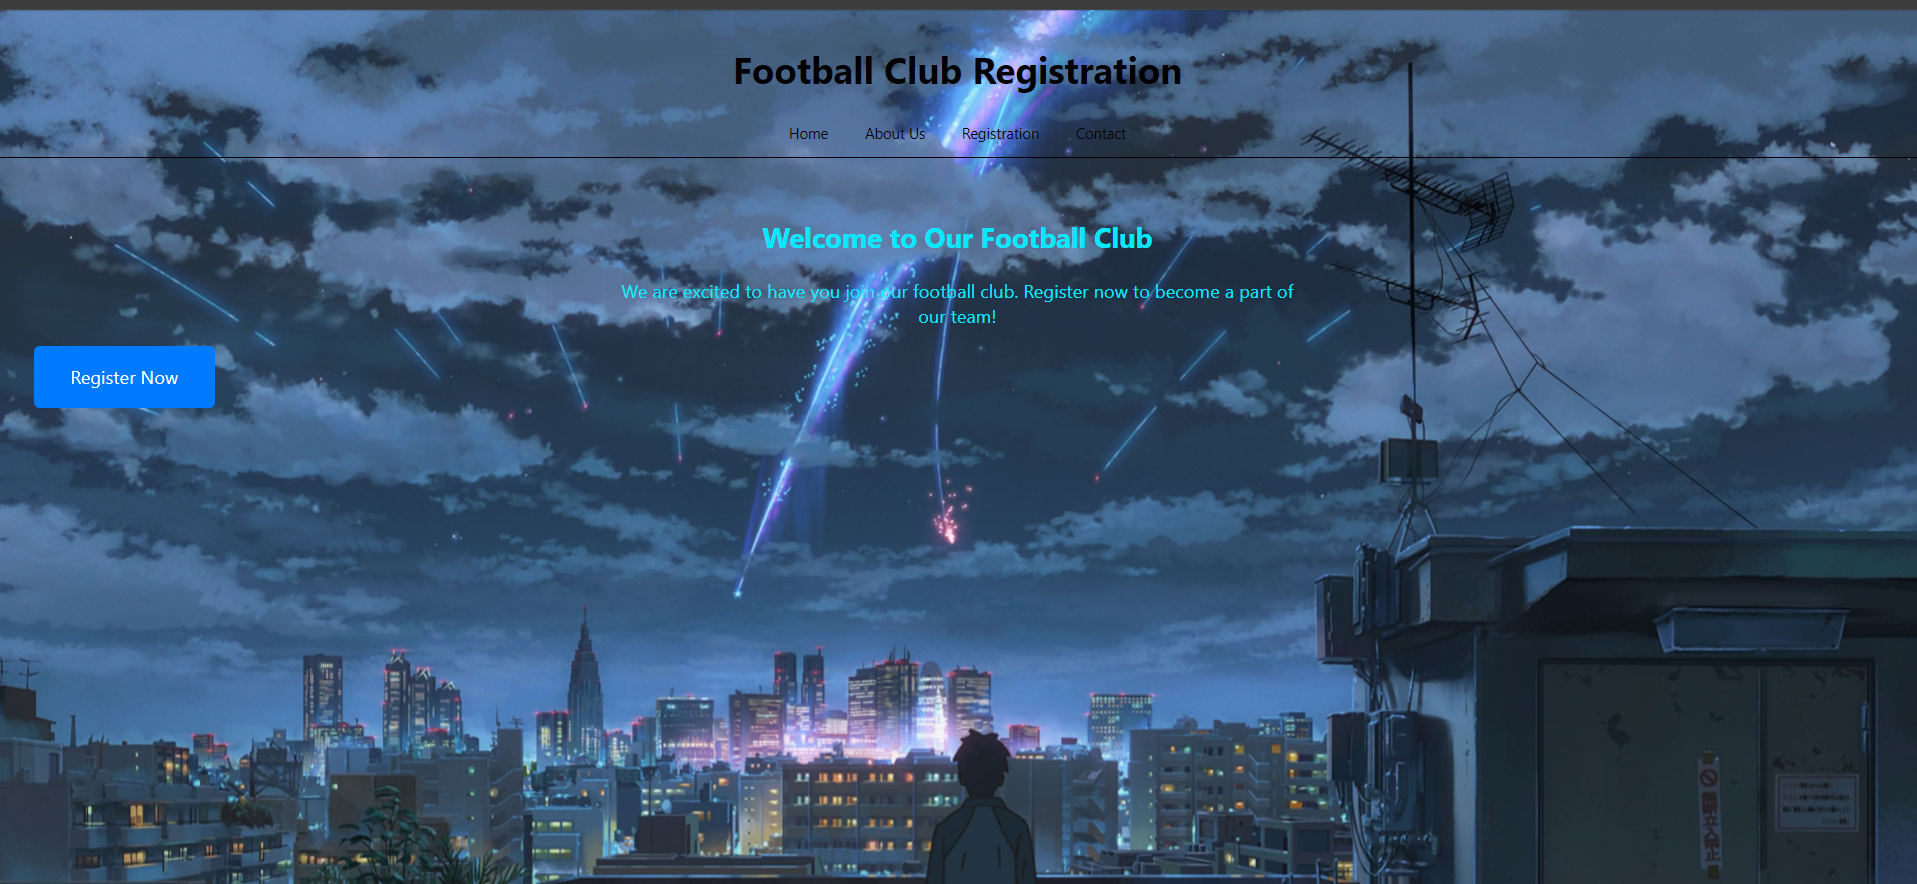 Football Club Registration
Home About Us Registration Contact
Welcome to Our Football Club
We are excited to have you join our football club. Register now to become a part of
our team!
Register Now